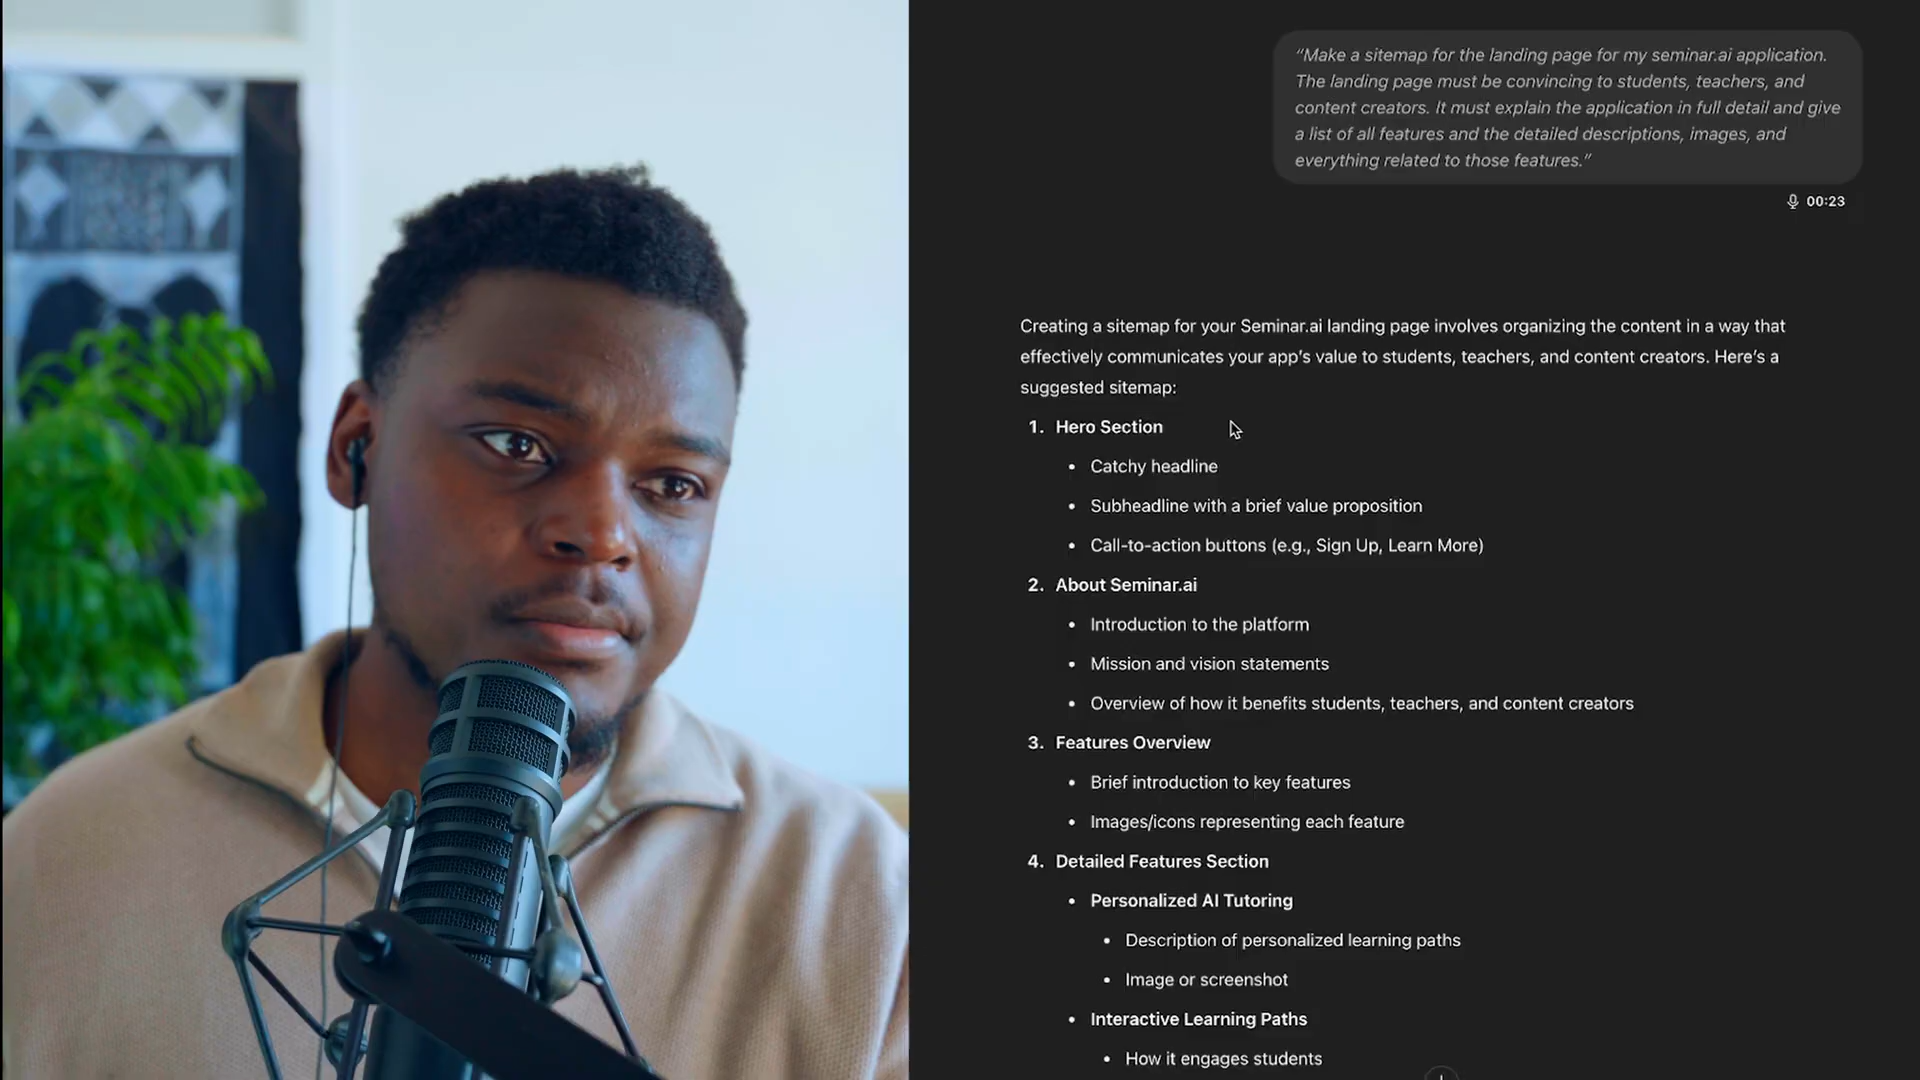 “Make a sitemap for the landing page for my seminar.ai application.
The landing page must be convincing to students, teachers, and
content creators. It must explain the application in full detail and give
a list of all features and the detailed descriptions, images, and
everything related to those features.”
00:23
Creating a sitemap for your Seminar.ai landing page involves organizing the content in a way that
effectively communicates your app’s value to students, teachers, and content creators. Here’s a
suggested sitemap:
1. Hero Section
• Catchy headline
• Subheadline with a brief value proposition
• Call-to-action buttons (e.g., Sign Up, Learn More)
2. About Seminar.ai
• Introduction to the platform
• Mission and vision statements
• Overview of how it benefits students, teachers, and content creators
3. Features Overview
• Brief introduction to key features
• Images/icons representing each feature
4. Detailed Features Section
• Personalized AI Tutoring
• Description of personalized learning paths
• Image or screenshot
• Interactive Learning Paths
• How it engages students